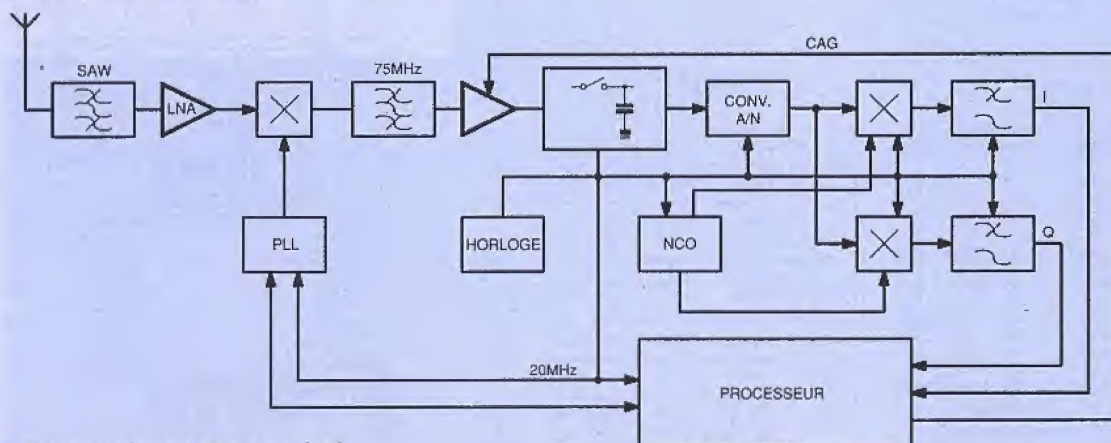 CAG
SAW
75MHz
LNA
CONV.
A/N
I
PLL
HORLOGE
NCO
Q
20MHz
PROCESSEUR